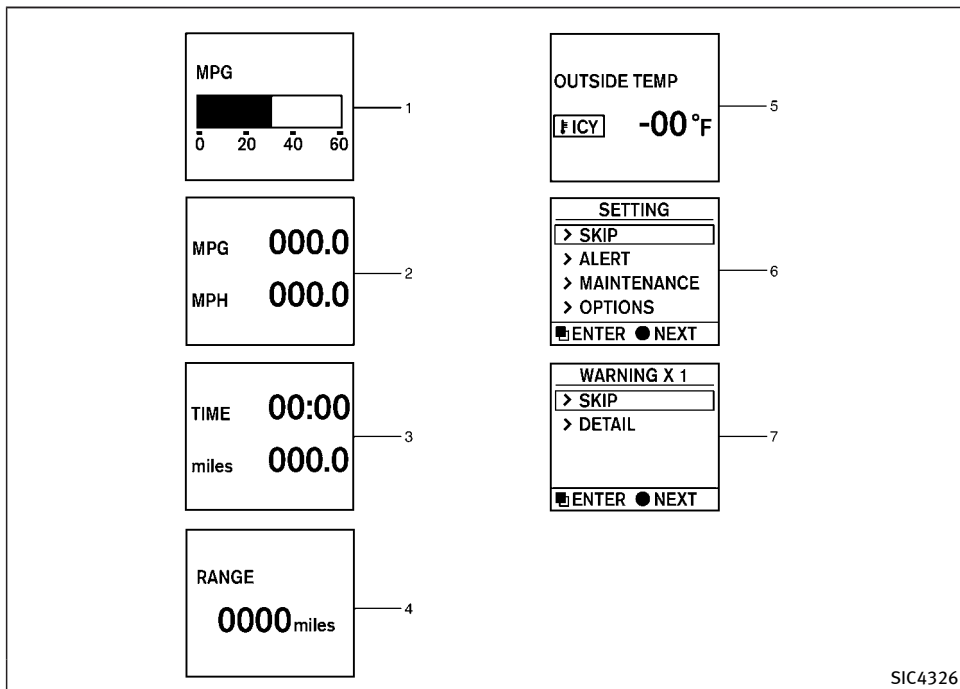 MPG
0 20 40 60
1
MPG 000.0
MPH 000.0
2
TIME 00:00
miles 000.0
3
RANGE
0000 miles
4
OUTSIDE TEMP
ICY -00°F
5
SETTING
> SKIP
> ALERT
> MAINTENANCE
> OPTIONS
ENTER NEXT
6
WARNING X 1
> SKIP
> DETAIL
ENTER NEXT
7
SIC4326